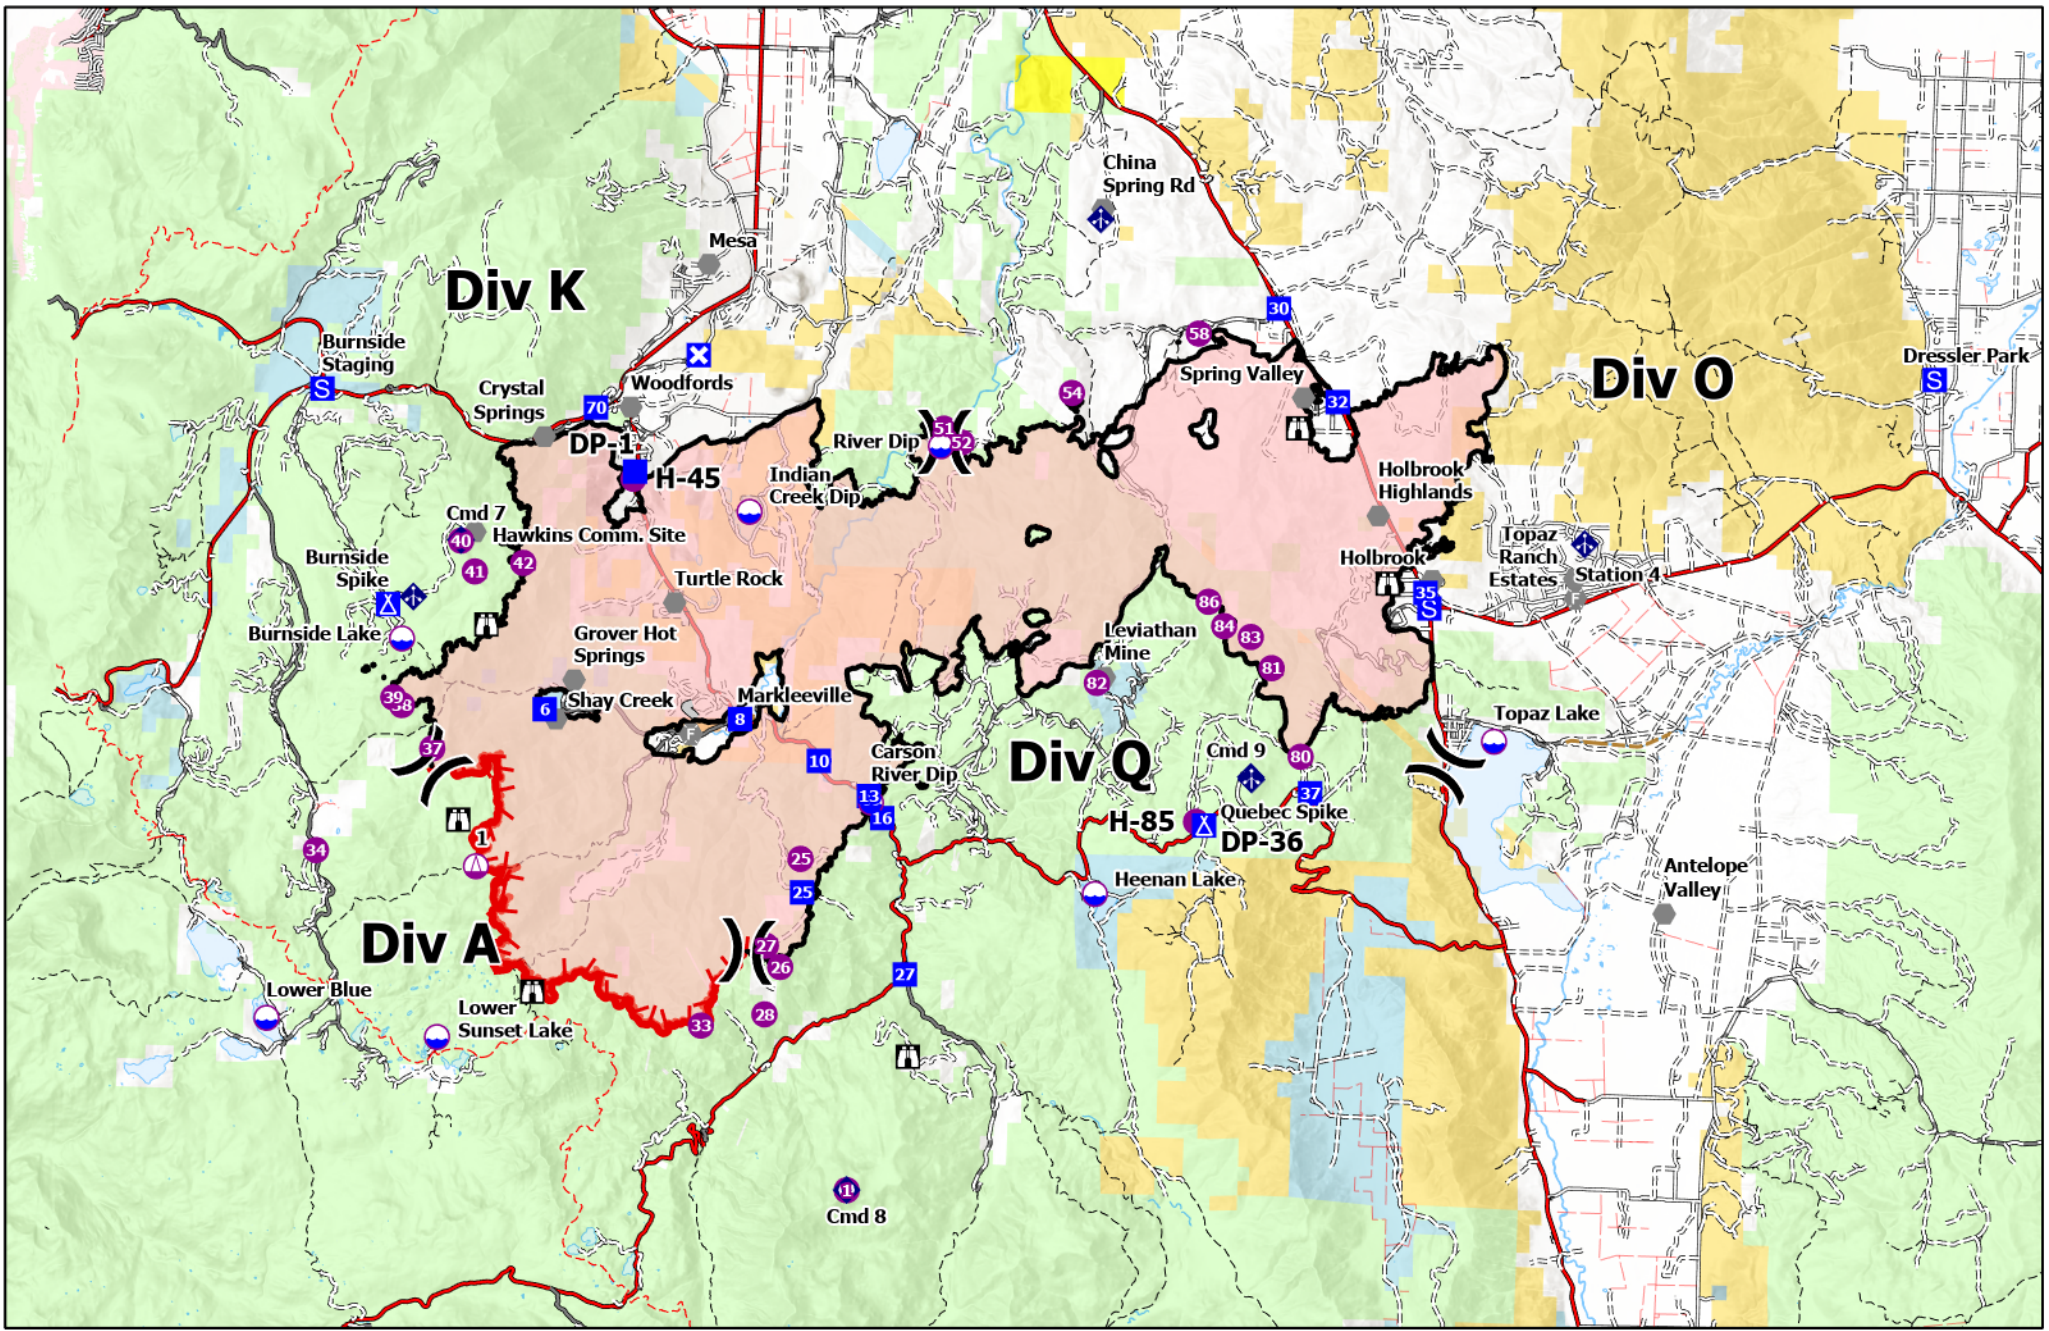 China
Spring Rd
Mesa
Div K
30
Burnside
Staging
S
58
Dressler Park
S
Div O
Spring Valley
Crystal
Springs
Woodfords
70
54
32
DP-1
River Dip
51
52
H-45
Indian
Creek Dip
Holbrook
Highlands
Cmd 7
40
Hawkins Comm. Site
41
42
Burnside
Spike
Turtle Rock
Topaz
Ranch
Estates
Station 4
F
Holbrook
35
S
Burnside Lake
Grover Hot
Springs
86
84
83
81
Leviathan
Mine
82
39
38
6
Shay Creek
Markleeville
8
F
Topaz Lake
37
10
Carson
River Dip
Div Q
Cmd 9
80
13
16
37
H-85
Quebec Spike
DP-36
1
34
25
25
Heenan Lake
Antelope
Valley
Div A
27
26
27
Lower Blue
Lower
Sunset Lake
33
28
1
Cmd 8